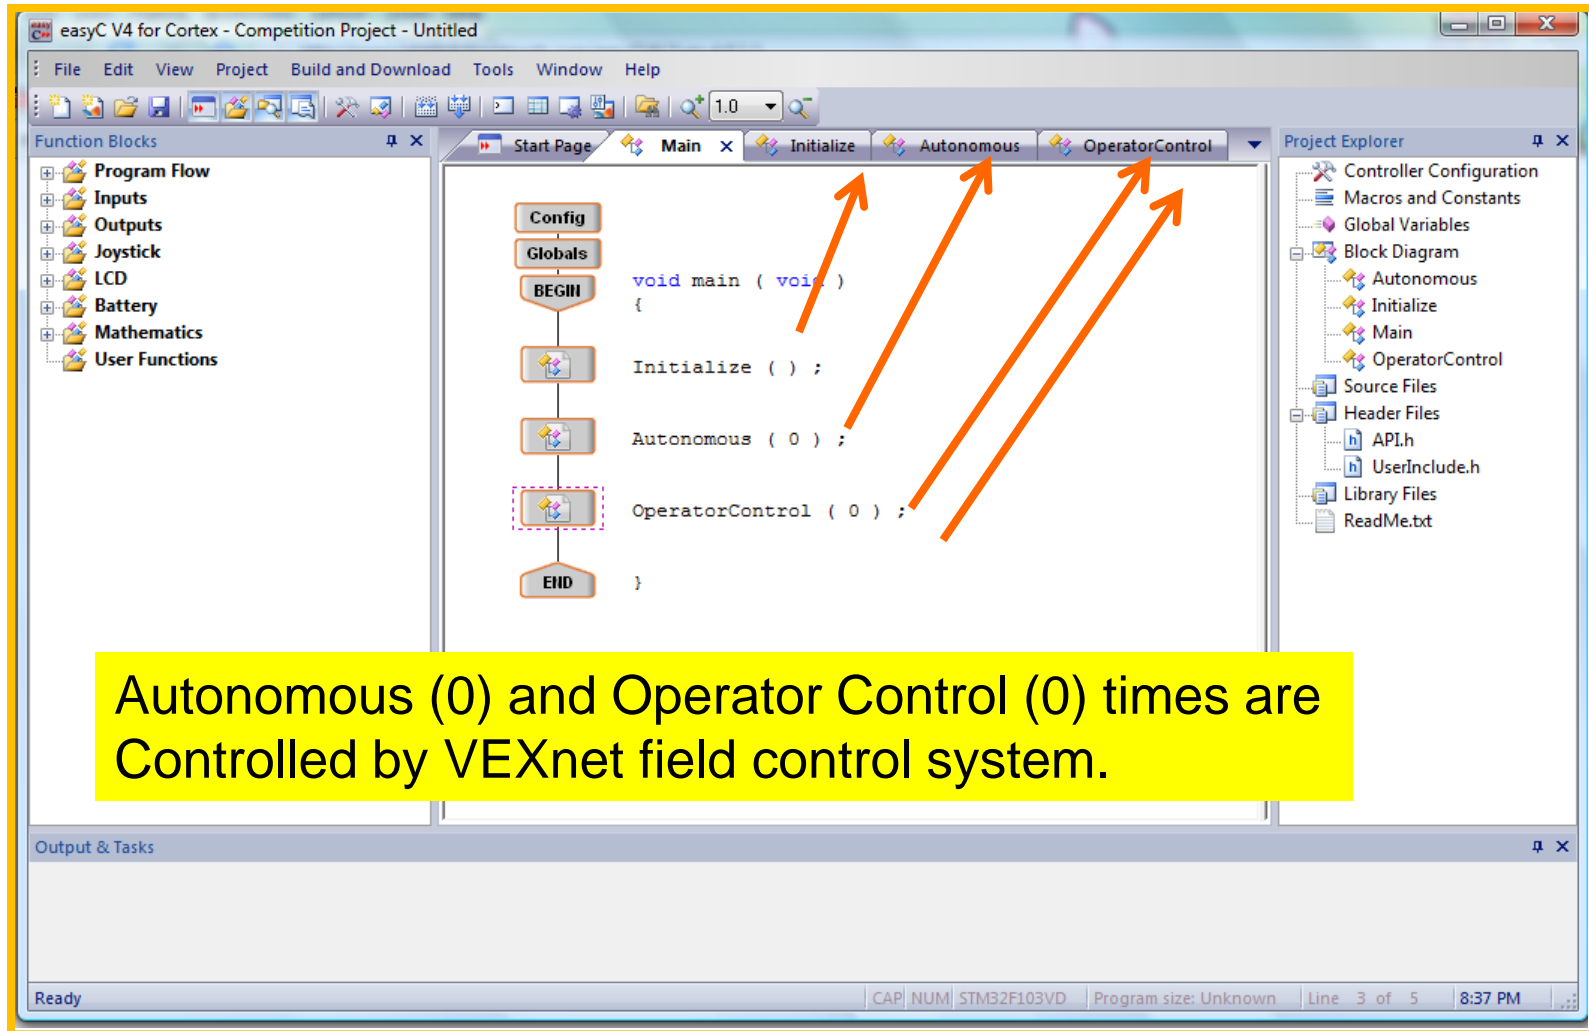 easyC V4 for Cortex - Competition Project - Untitled
File Edit View Project Build and Download Tools Window Help
1.0
Function Blocks
Program Flow
Inputs
Outputs
Joystick
LCD
Battery
Mathematics
User Functions
Start Page Main Initialize Autonomous OperatorControl
Config
Globals
BEGIN
void main ( void )
{
Initialize ( ) ;
Autonomous ( 0 ) ;
OperatorControl ( 0 ) ;
END }
Project Explorer
Controller Configuration
Macros and Constants
Global Variables
Block Diagram
Autonomous
Initialize
Main
OperatorControl
Source Files
Header Files
API.h
UserInclude.h
Library Files
ReadMe.txt
Autonomous (0) and Operator Control (0) times are
Controlled by VEXnet field control system.
Output & Tasks
Ready CAP NUM STM32F103VD Program size: Unknown Line 3 of 5 8:37 PM